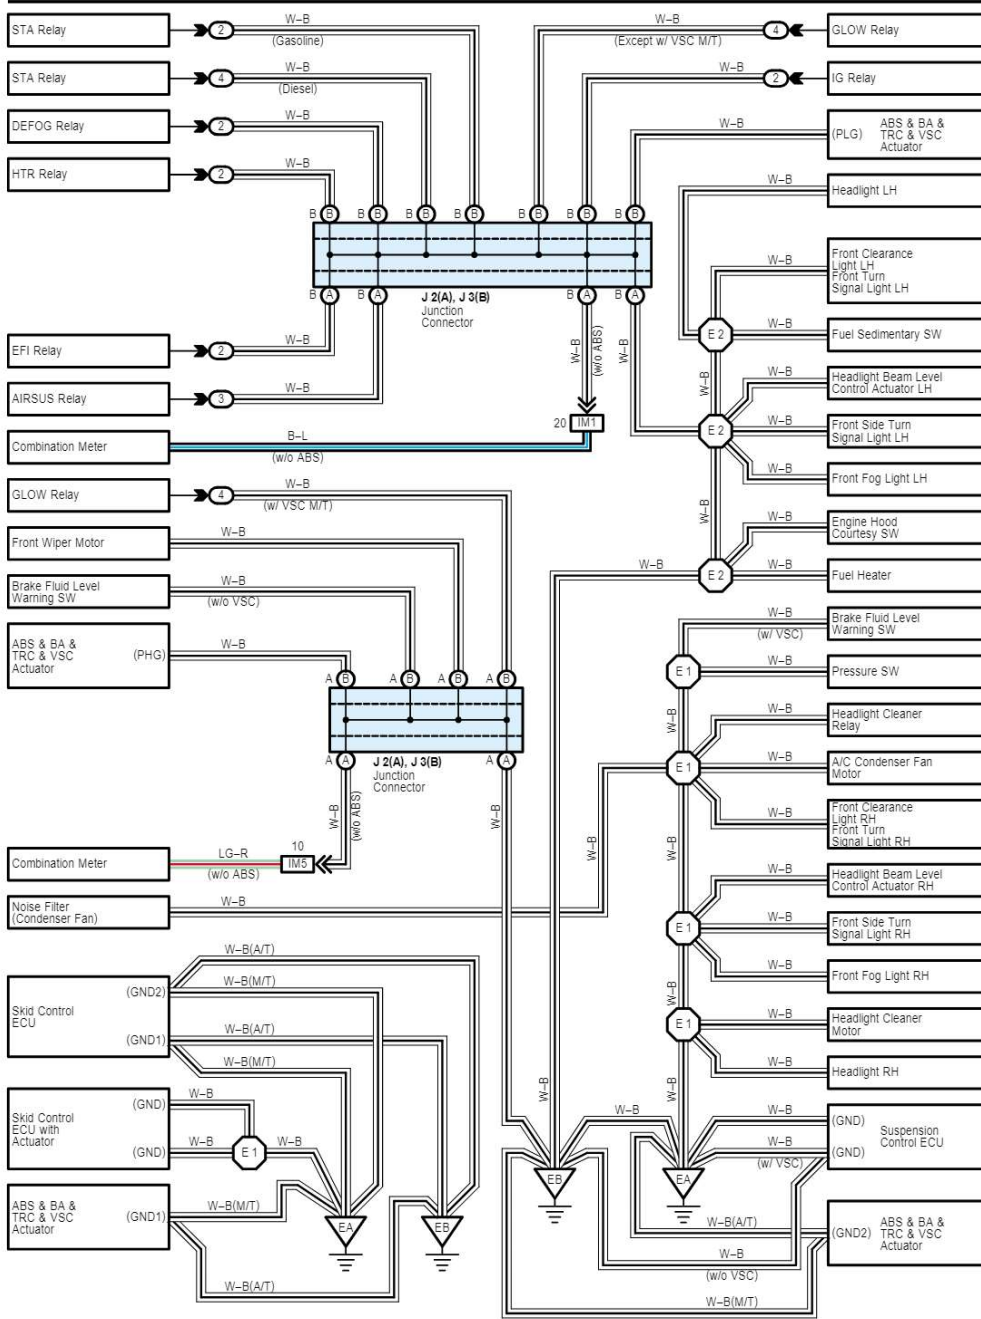 STA Relay
2
W–B
(Gasoline)
W–B
(Except w/ VSC M/T)
4
GLOW Relay
STA Relay
4
W–B
(Diesel)
W–B
2
IG Relay
DEFOG Relay
2
W–B
W–B
(PLG)
ABS & BA &
TRC & VSC
Actuator
HTR Relay
2
W–B
W–B
Headlight LH
B B B B B B B B B B B B B B
W–B
Front Clearance
Light LH
Front Turn
Signal Light LH
B A B A B A B A
J 2(A), J 3(B)
Junction
Connector
W–B
(w/o ABS)
W–B
E 2
W–B
Fuel Sedimentary SW
EFI Relay
2
W–B
AIRSUS Relay
3
W–B
W–B
W–B
Headlight Beam Level
Control Actuator LH
20 IM1
E 2
W–B
Front Side Turn
Signal Light LH
Combination Meter
B–L
(w/o ABS)
W–B
Front Fog Light LH
GLOW Relay
4
W–B
(w/ VSC M/T)
W–B
W–B
Engine Hood
Courtesy SW
Front Wiper Motor
W–B
W–B
E 2
W–B
Fuel Heater
Brake Fluid Level
Warning SW
W–B
(w/o VSC)
W–B
(w/ VSC)
Brake Fluid Level
Warning SW
ABS & BA &
TRC & VSC
Actuator
(PHG)
W–B
E 1
W–B
Pressure SW
A B A B A B A B
W–B
W–B
Headlight Cleaner
Relay
A A A A
J 2(A), J 3(B)
Junction
Connector
E 1
W–B
A/C Condenser Fan
Motor
W–B
(w/o ABS)
W–B
W–B
W–B
W–B
Front Clearance
Light RH
Front Turn
Signal Light RH
Combination Meter
LG–R
(w/o ABS)
10
IM5
W–B
Headlight Beam Level
Control Actuator RH
Noise Filter
(Condenser Fan)
W–B
E 1
W–B
Front Side Turn
Signal Light RH
W–B
Front Fog Light RH
W–B
Skid Control
ECU
(GND2)
(GND1)
W–B(A/T)
W–B(M/T)
W–B(A/T)
W–B(M/T)
E 1
W–B
Headlight Cleaner
Motor
W–B
Headlight RH
W–B
W–B
Skid Control
ECU with
Actuator
(GND)
(GND)
W–B
W–B
E 1
W–B
W–B
W–B
W–B
(w/ VSC)
(GND)
(GND)
Suspension
Control ECU
EB
EA
ABS & BA &
TRC & VSC
Actuator
(GND1)
W–B(M/T)
W–B(A/T)
EA
EB
W–B(A/T)
W–B
(w/o VSC)
W–B(M/T)
(GND2)
ABS & BA &
TRC & VSC
Actuator